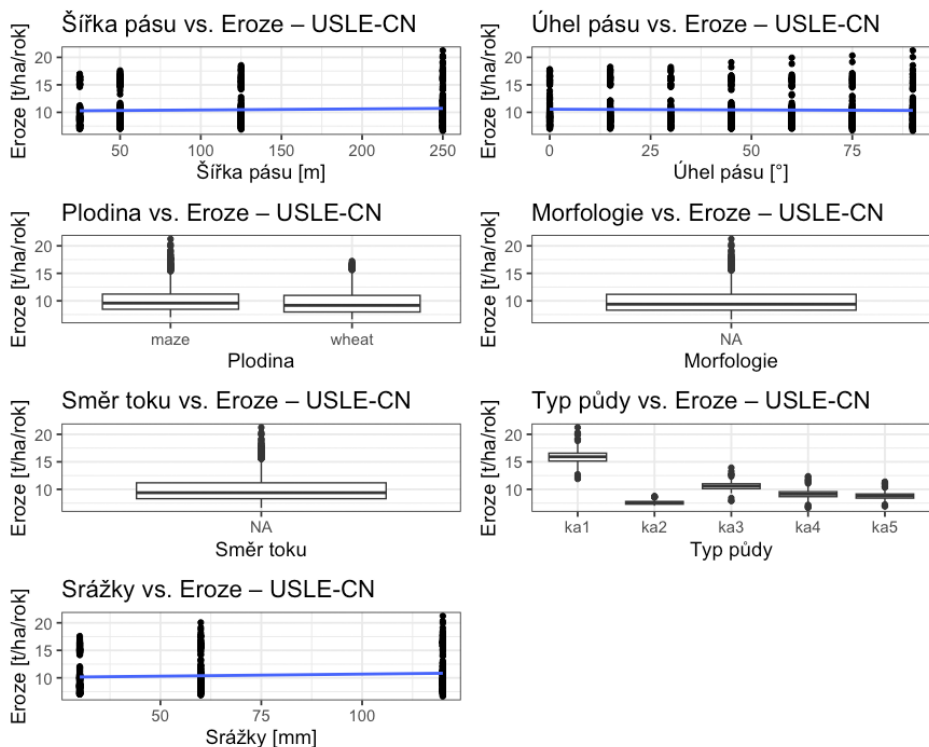 Šířka pásu vs. Eroze – USLE-CN
Eroze [t/ha/rok]
20
15
10
50
100
150
200
250
Šířka pásu [m]
Úhel pásu vs. Eroze – USLE-CN
Eroze [t/ha/rok]
20
15
10
0
25
50
75
Úhel pásu [°]
Plodina vs. Eroze – USLE-CN
Eroze [t/ha/rok]
20
15
10
maze
wheat
Plodina
Morfologie vs. Eroze – USLE-CN
Eroze [t/ha/rok]
20
15
10
NA
Morfologie
Směr toku vs. Eroze – USLE-CN
Eroze [t/ha/rok]
20
15
10
NA
Směr toku
Typ půdy vs. Eroze – USLE-CN
Eroze [t/ha/rok]
20
15
10
ka1
ka2
ka3
ka4
ka5
Typ půdy
Srážky vs. Eroze – USLE-CN
Eroze [t/ha/rok]
20
15
10
50
75
100
Srážky [mm]